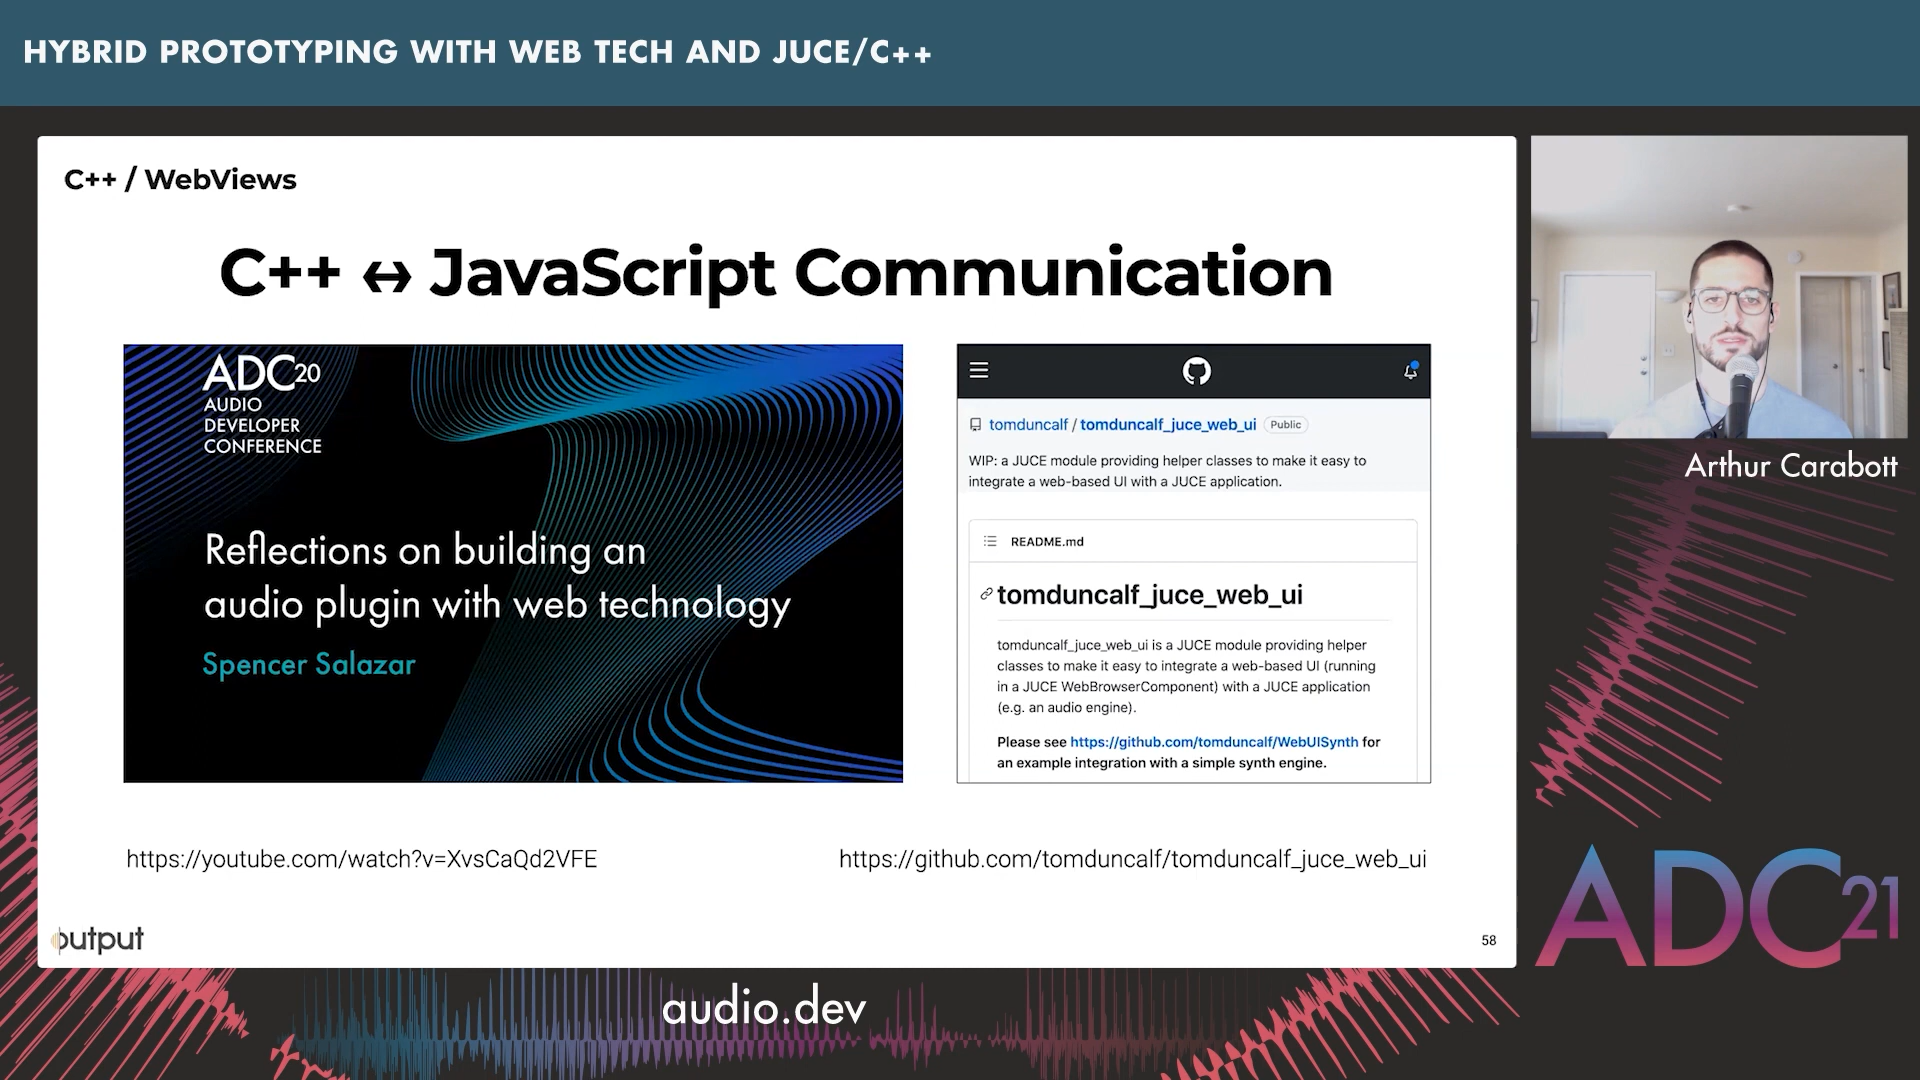 HYBRID PROTOTYPING WITH WEB TECH AND JUCE/C++
C++ / WebViews
C++ ↔ JavaScript Communication
ADC20
AUDIO
DEVELOPER
CONFERENCE
Reflections on building an
audio plugin with web technology
Spencer Salazar
tomduncalf / tomduncalf_juce_web_ui Public
WIP: a JUCE module providing helper classes to make it easy to
integrate a web-based UI with a JUCE application.
README.md
tomduncalf_juce_web_ui
tomduncalf_juce_web_ui is a JUCE module providing helper
classes to make it easy to integrate a web-based UI (running
in a JUCE WebBrowserComponent) with a JUCE application
(e.g. an audio engine).
Please see https://github.com/tomduncalf/WebUISynth for
an example integration with a simple synth engine.
https://youtube.com/watch?v=XvsCaQd2VFE
https://github.com/tomduncalf/tomduncalf_juce_web_ui
output
58
Arthur Carabott
ADC21
audio.dev